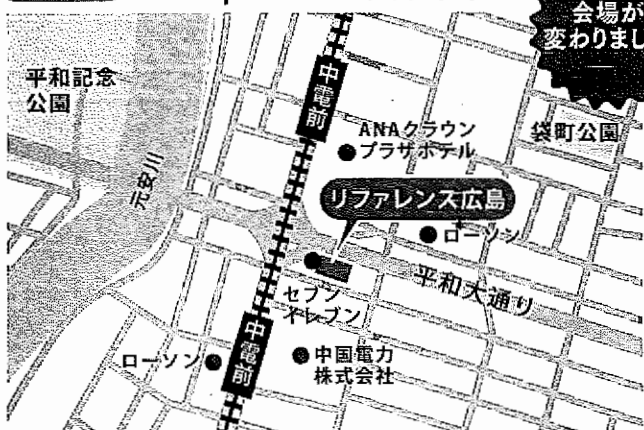 会場が
変わりまし
平和記念
公園
中電前
ANAクラウン
プラザホテル
袋町公園
元安川
リファレンス広島
ローソン
平和大通り
セブン
イレブン
中電前
ローソン
中国電力
株式会社